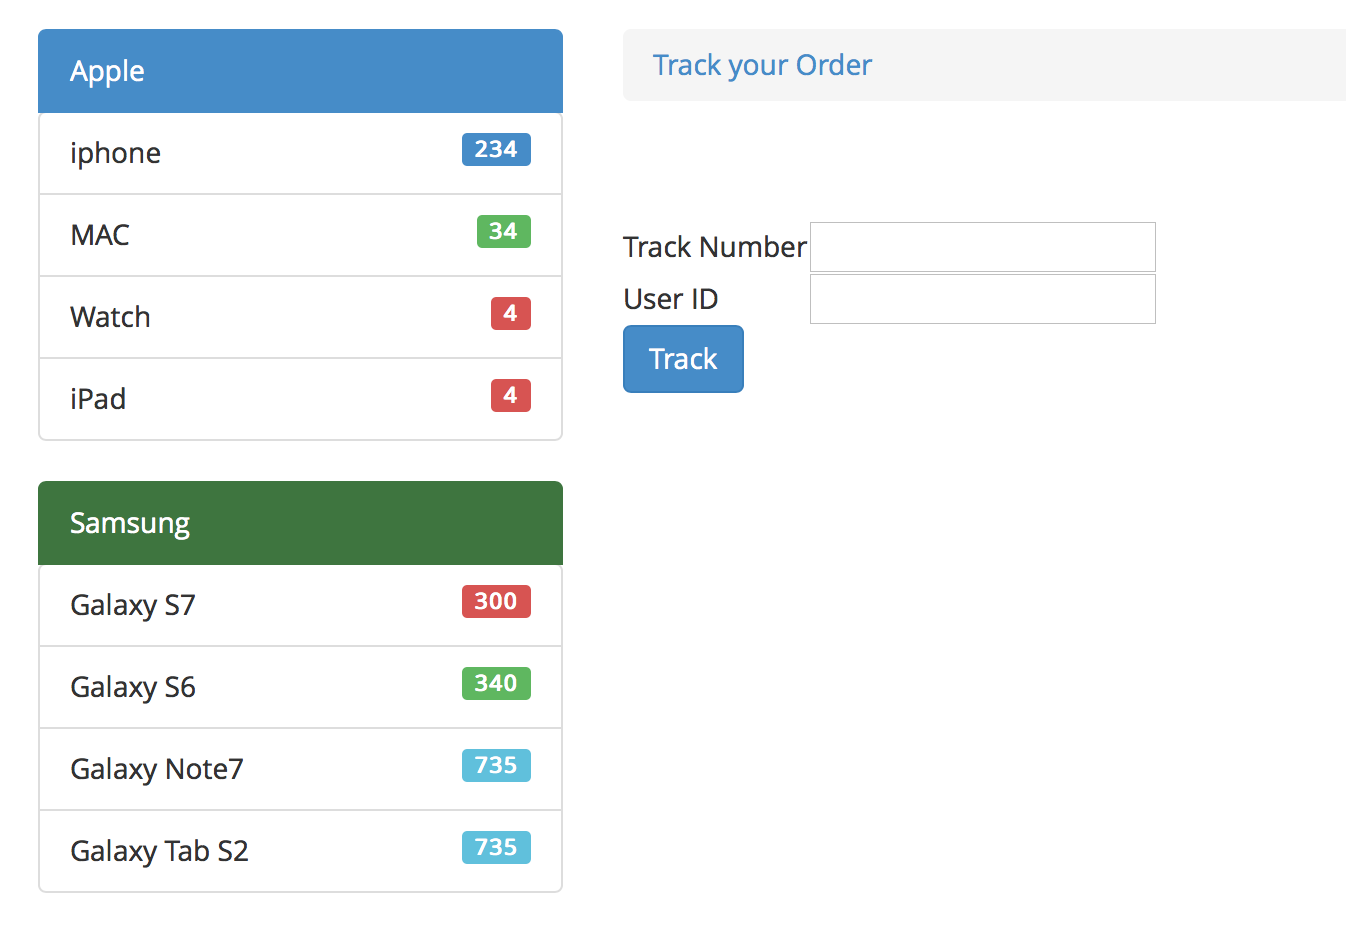 Apple
iphone 234
MAC 34
Watch 4
iPad 4
Samsung
Galaxy S7 300
Galaxy S6 340
Galaxy Note7 735
Galaxy Tab S2 735
Track your Order
Track Number
User ID
Track